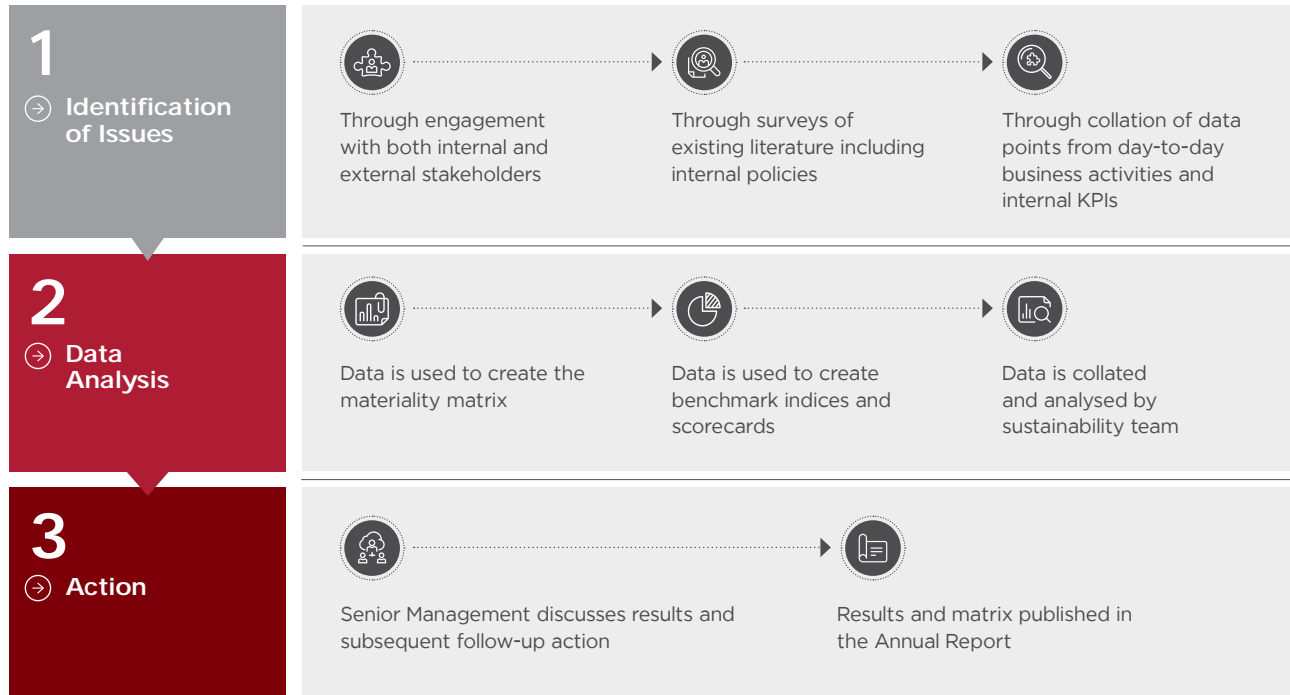 1
Identification
of Issues
Through engagement
with both internal and
external stakeholders
Through surveys of
existing literature including
internal policies
Through collation of data
points from day-to-day
business activities and
internal KPIs
2
Data
Analysis
Data is used to create the
materiality matrix
Data is used to create
benchmark indices and
scorecards
Data is collated
and analysed by
sustainability team
3
Action
Senior Management discusses results and
subsequent follow-up action
Results and matrix published in
the Annual Report